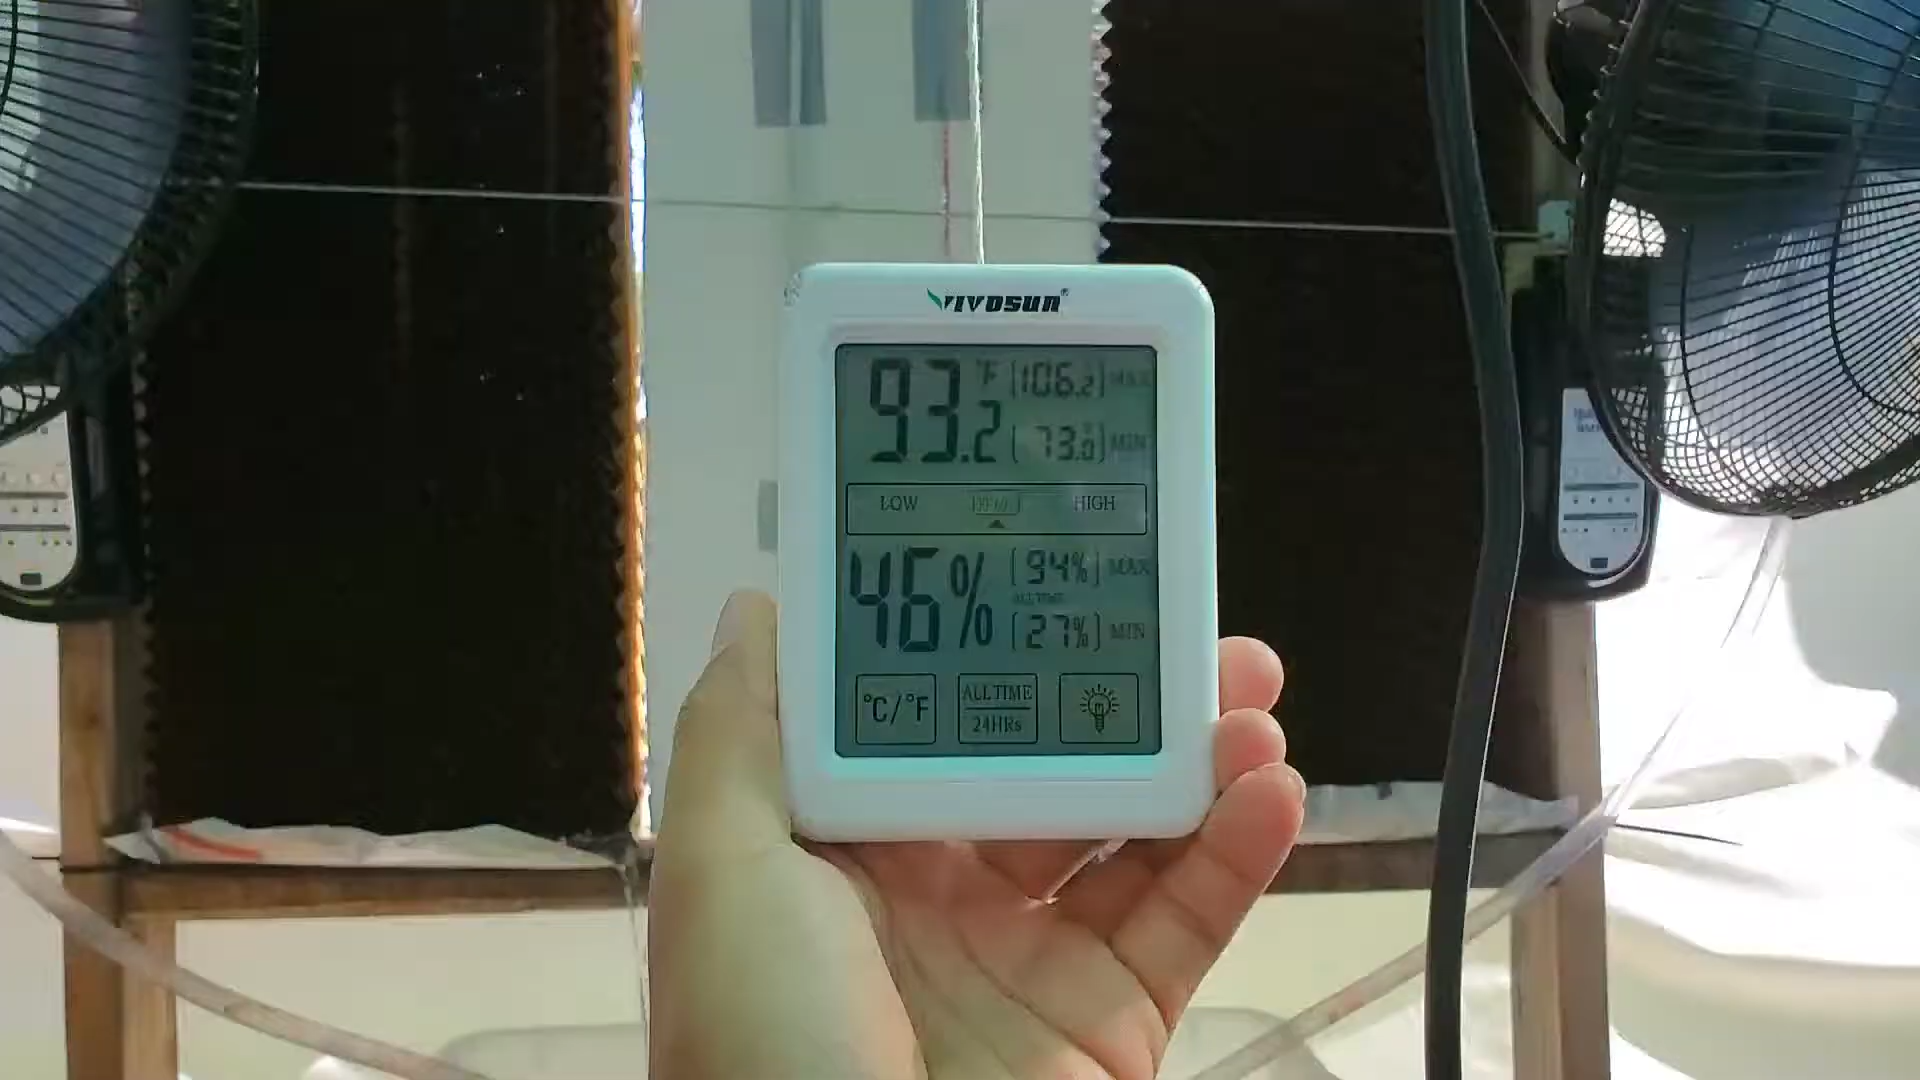 VIVOSUN®
93.2 °F [106.2] MAX
[73.0] MIN
LOW HIGH
46% [94%] MAX
ALL TIME
[27%] MIN
°C/°F ALL TIME
24HRs